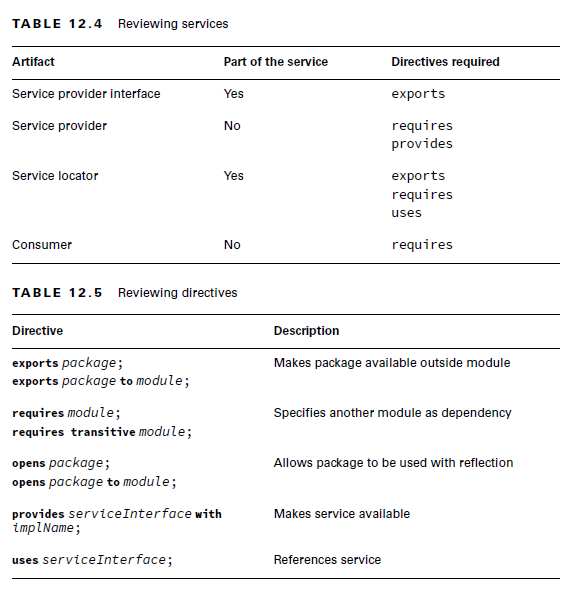 TABLE 12.4 Reviewing services
Artifact Part of the service Directives required
Service provider interface Yes exports
Service provider No requires
provides
Service locator Yes exports
requires
uses
Consumer No requires
TABLE 12.5 Reviewing directives
Directive Description
exports package; Makes package available outside module
exports package to module;
requires module; Specifies another module as dependency
requires transitive module;
opens package; Allows package to be used with reflection
opens package to module;
provides serviceInterface with Makes service available
implName;
uses serviceInterface; References service